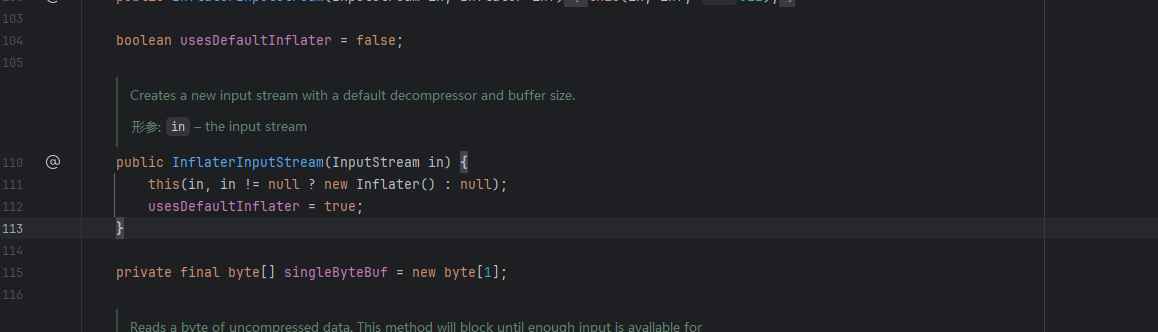 103
104 boolean usesDefaultInflater = false;
105
Creates a new input stream with a default decompressor and buffer size.
形参: in – the input stream
110 @ public InflaterInputStream(InputStream in) {
111 this(in, in != null ? new Inflater() : null);
112 usesDefaultInflater = true;
113 }
114
115 private final byte[] singleByteBuf = new byte[1];
116
Reads a byte of uncompressed data. This method will block until enough input is available for